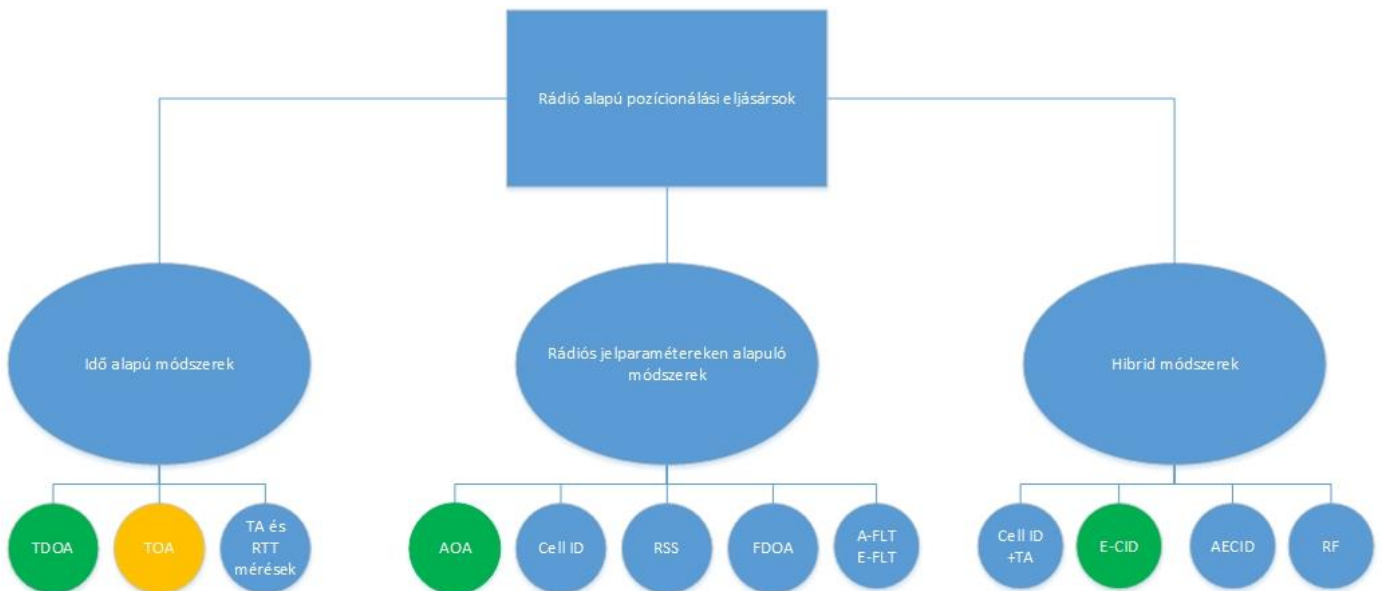 Rádió alapú pozícionálási eljásársok
Idő alapú módszerek
Rádiós jelparamétereken alapuló
módszerek
Hibrid módszerek
TDOA
TOA
TA és
RTT
mérések
AOA
Cell ID
RSS
FDOA
A-FLT
E-FLT
Cell ID
+TA
E-CID
AECID
RF